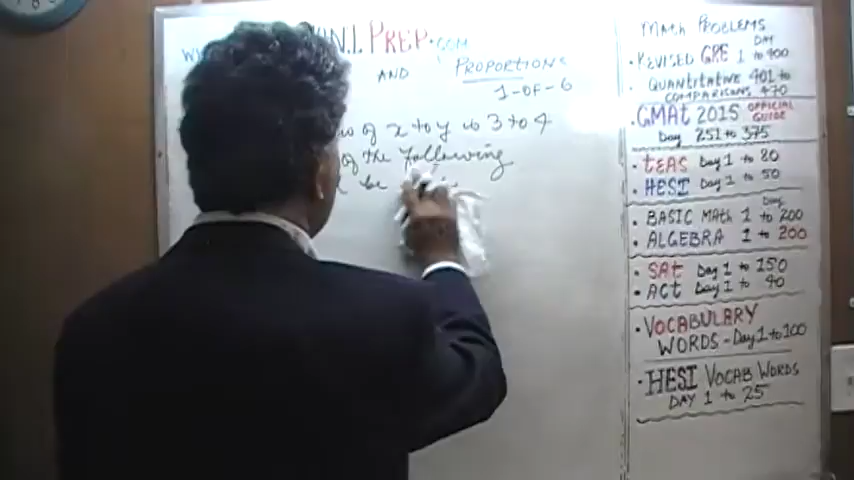 PREP.COM
AND PROPORTIONS
1-OF-6
of x to y is 3 to 4
of the following
be
MATH PROBLEMS
• REVISED GRE DAY 1 to 400
• QUANTITATIVE 401 to
COMPARISONS 470
• GMAT 2015 OFFICIAL GUIDE
Day 251 to 375
• TEAS Day 1 to 80
• HESI Day 1 to 50
• BASIC MATH Day 1 to 200
• ALGEBRA 1 to 200
• SAT Day 1 to 150
• ACT Day 1 to 40
• VOCABULARY
WORDS - Day 1 to 100
• HESI VOCAB WORDS
DAY 1 to 25